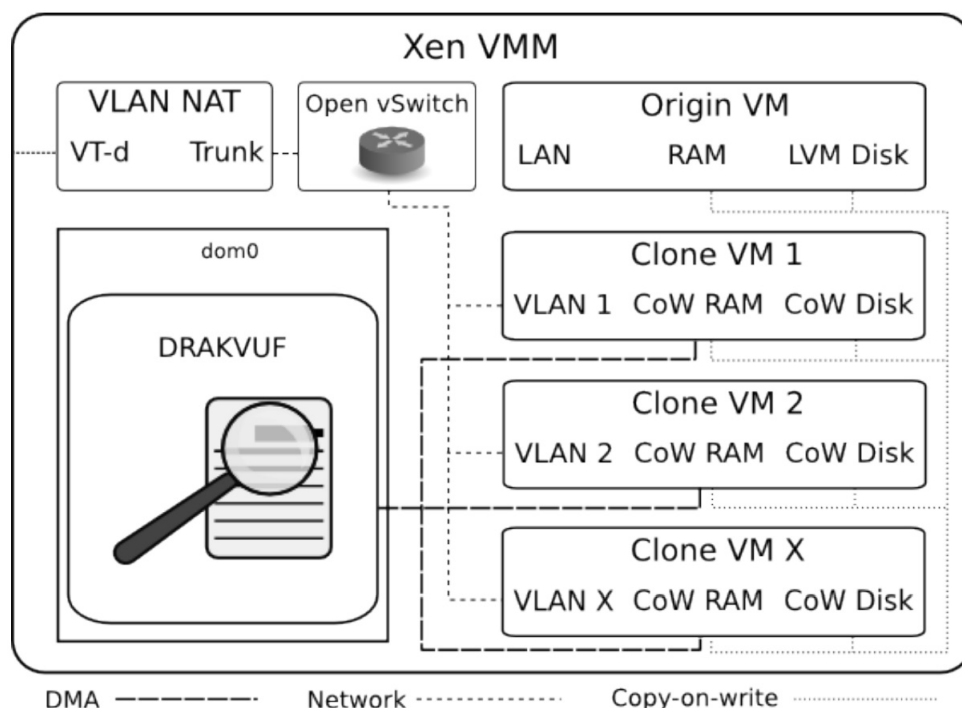 Xen VMM
VLAN NAT
VT-d Trunk
Open vSwitch
Origin VM
LAN RAM LVM Disk
dom0
DRAKVUF
Clone VM 1
VLAN 1 CoW RAM CoW Disk
Clone VM 2
VLAN 2 CoW RAM CoW Disk
Clone VM X
VLAN X CoW RAM CoW Disk
DMA Network Copy-on-write